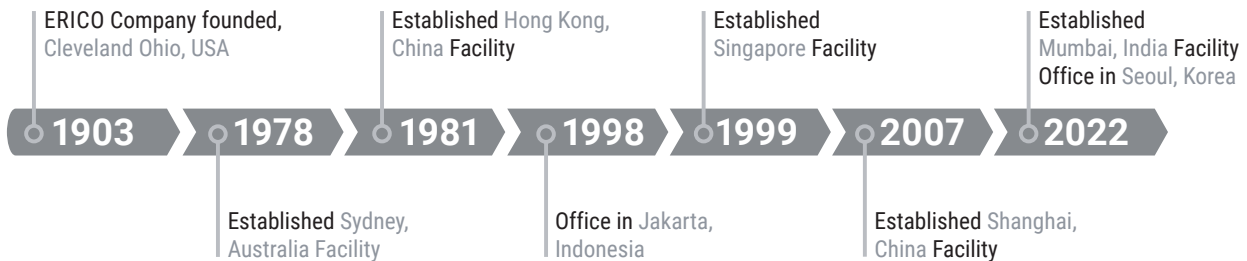 ERICO Company founded,
Cleveland Ohio, USA
Established Hong Kong,
China Facility
Established
Singapore Facility
Established
Mumbai, India Facility
Office in Seoul, Korea
1903
1978
1981
1998
1999
2007
2022
Established Sydney,
Australia Facility
Office in Jakarta,
Indonesia
Established Shanghai,
China Facility